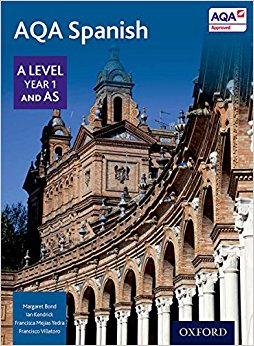 AQA Spanish
AQA
Approved
A LEVEL
YEAR 1
AND AS
Margaret Bond
Ian Kendrick
Francisca Mejías Yedra
Francisco Villatoro
OXFORD